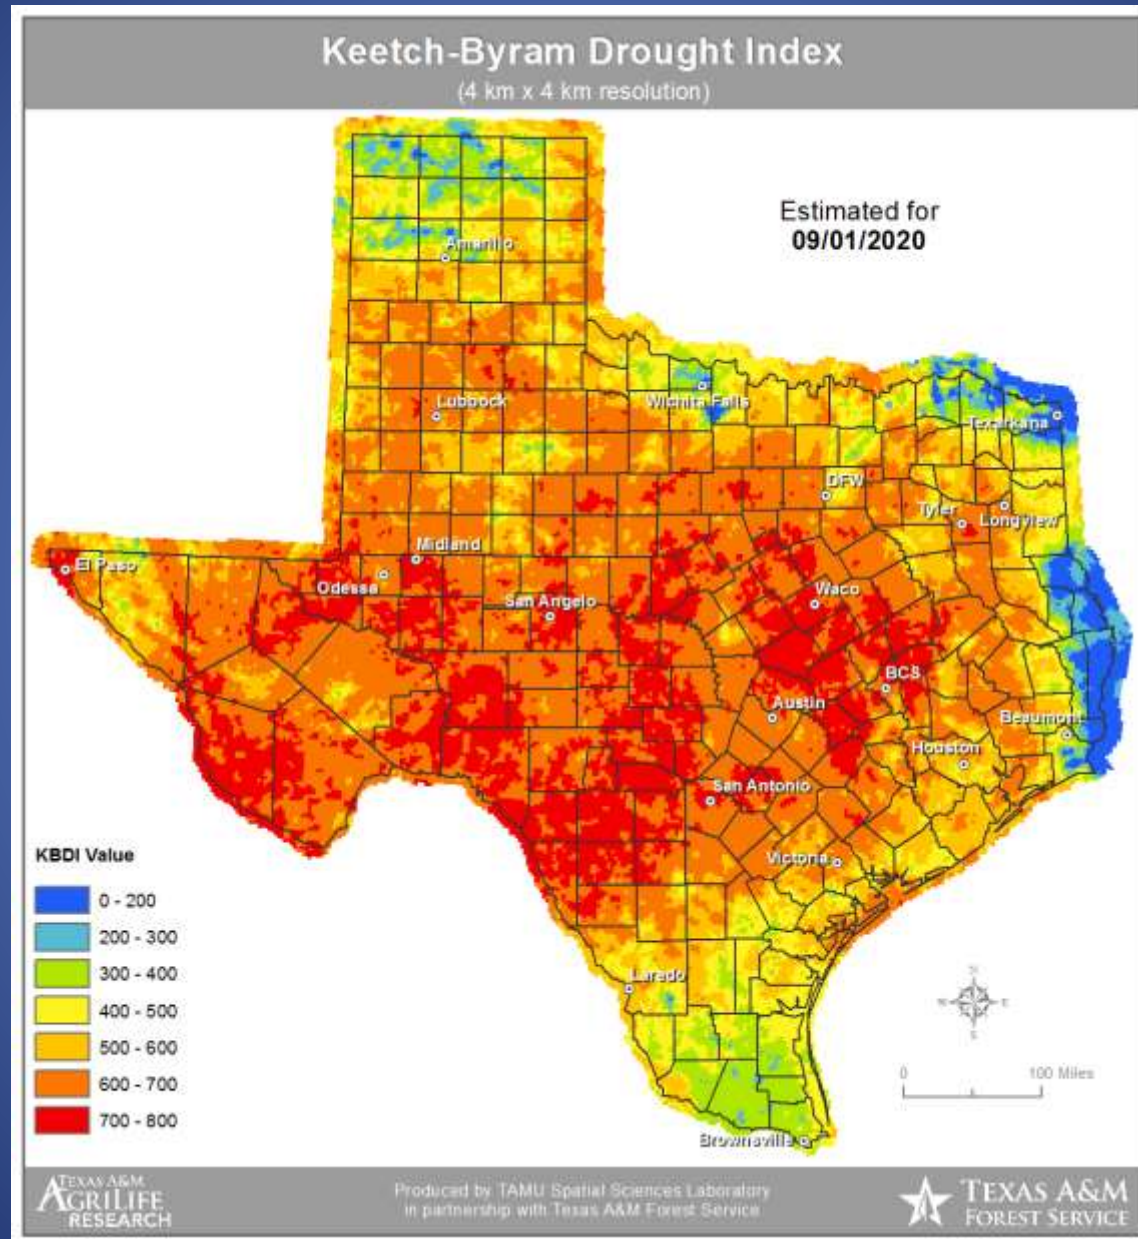 Keetch-Byram Drought Index
(4 km x 4 km resolution)
Estimated for
09/01/2020
Amarillo
Lubbock
Wichita Falls
Texarkana
DFW
Tyler
Longview
El Paso
Midland
Odessa
San Angelo
Waco
BCS
Austin
Beaumont
Houston
San Antonio
Victoria
Laredo
Brownsville
KBDI Value
0 - 200
200 - 300
300 - 400
400 - 500
500 - 600
600 - 700
700 - 800
N
W
E
S
0
100 Miles
TEXAS A&M
AGRILIFE
RESEARCH
Produced by TAMU Spatial Sciences Laboratory
in partnership with Texas A&M Forest Service
TEXAS A&M
FOREST SERVICE